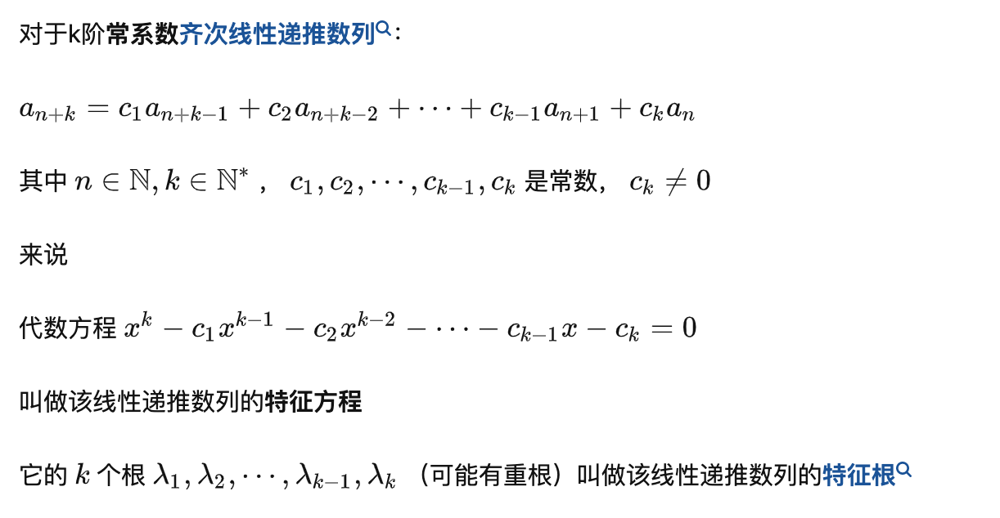 对于k阶常系数齐次线性递推数列：
$a_{n+k} = c_1 a_{n+k-1} + c_2 a_{n+k-2} + \cdots + c_{k-1} a_{n+1} + c_k a_n$
其中 $n \in \mathbb{N}, k \in \mathbb{N}^*$ ， $c_1, c_2, \cdots, c_{k-1}, c_k$ 是常数， $c_k \neq 0$
来说
代数方程 $x^k - c_1 x^{k-1} - c_2 x^{k-2} - \cdots - c_{k-1} x - c_k = 0$
叫做该线性递推数列的特征方程
它的 $k$ 个根 $\lambda_1, \lambda_2, \cdots, \lambda_{k-1}, \lambda_k$ （可能有重根）叫做该线性递推数列的特征根